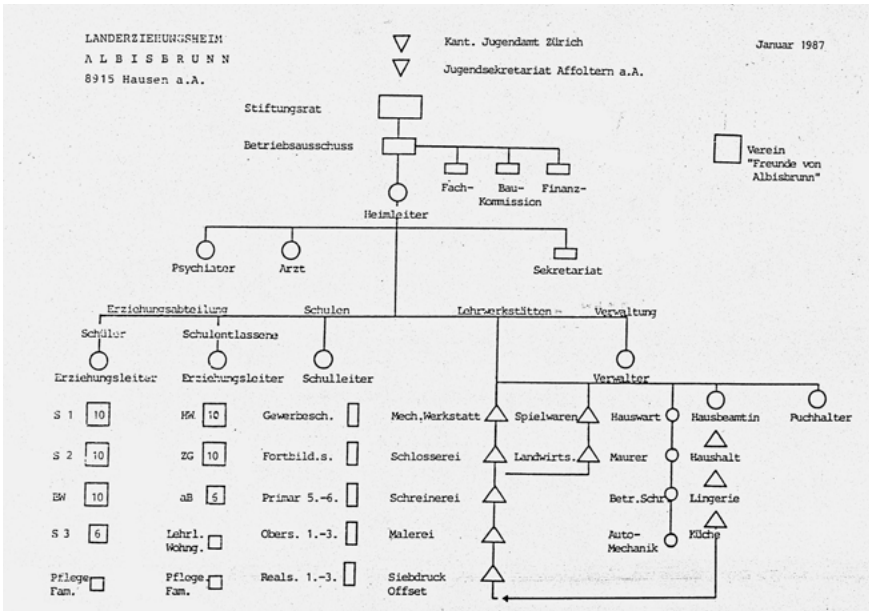 LANDERZIEHUNGSHEIM
ALBISBRUNN
8915 Hausen a.A.
Kant. Jugendamt Zürich
Jugendsekretariat Affoltern a.A.
Januar 1987
Stiftungsrat
Betriebsausschuss
Verein
"Freunde von
Albisbrunn"
Fach- Bau- Finanz-
Kommission
Heimleiter
Psychiater Arzt Sekretariat
Erziehungsabteilung Schulen Lehrwerkstätten Verwaltung
Schüler Schulentlassene
Erziehungsleiter Erziehungsleiter Schulleiter Verwalter
S 1 10 HW 10 Gewerbesch. Mech.Werkstatt Spielwaren Hauswart Hausbeamtin Buchhalter
S 2 10 ZG 10 Fortbild.s. Schlosserei Landwirts. Maurer Haushalt
BW 10 aB 6 Primar 5.-6. Schreinerei Betr.Schr Lingerie
S 3 6 Lehrl. Wohng. Obers. 1.-3. Malerei Auto-Mechanik Küche
Pflege Fam. Pflege. Fam. Reals. 1.-3. Siebdruck Offset